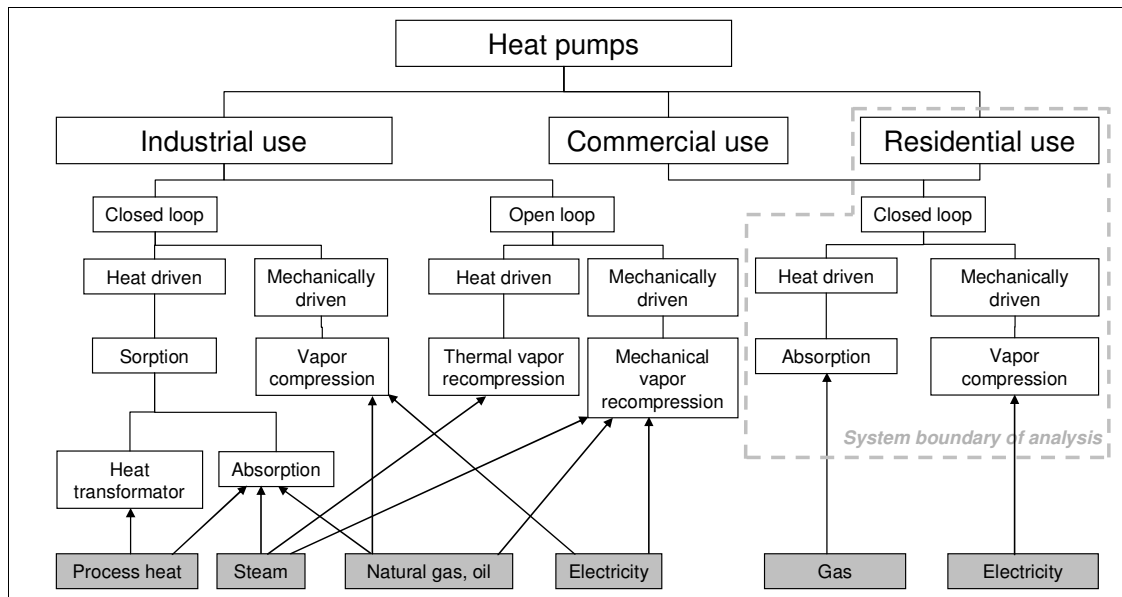 Heat pumps
Industrial use
Commercial use
Residential use
Closed loop
Open loop
Closed loop
Heat driven
Mechanically
driven
Heat driven
Mechanically
driven
Heat driven
Mechanically
driven
Sorption
Vapor
compression
Thermal vapor
recompression
Mechanical
vapor
recompression
Absorption
Vapor
compression
System boundary of analysis
Heat
transformator
Absorption
Process heat
Steam
Natural gas, oil
Electricity
Gas
Electricity